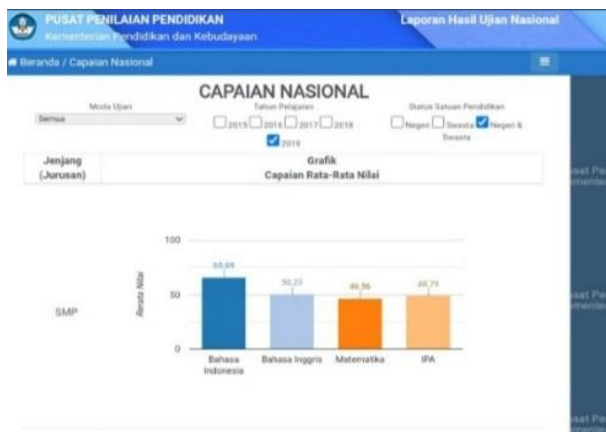 PUSAT PENILAIAN PENDIDIKAN
Kementerian Pendidikan dan Kebudayaan
Laporan Hasil Ujian Nasional
Beranda / Capaian Nasional
CAPAIAN NASIONAL
Moda Ujian
Semua
Tahun Pelajaran
2015 2016 2017 2018
2019
Status Satuan Pendidikan
Negeri Swasta Negeri &
Swasta
Jenjang
(Jurusan)
Grafik
Capaian Rata-Rata Nilai
SMP
Rerata Nilai
100
50
0
65,69
50,23
46,56
48,79
Bahasa
Indonesia
Bahasa Inggris
Matematika
IPA